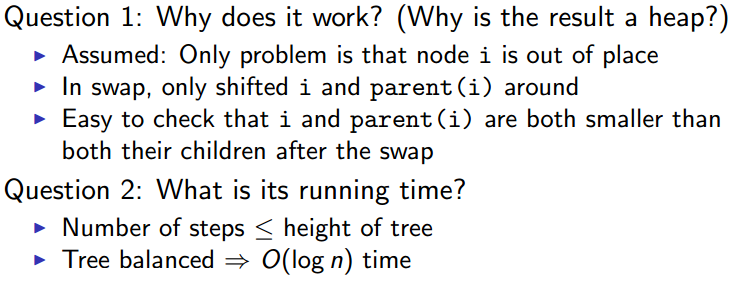 Question 1: Why does it work? (Why is the result a heap?)
▶ Assumed: Only problem is that node i is out of place
▶ In swap, only shifted i and parent(i) around
▶ Easy to check that i and parent(i) are both smaller than
both their children after the swap
Question 2: What is its running time?
▶ Number of steps ≤ height of tree
▶ Tree balanced ⇒ O(log n) time